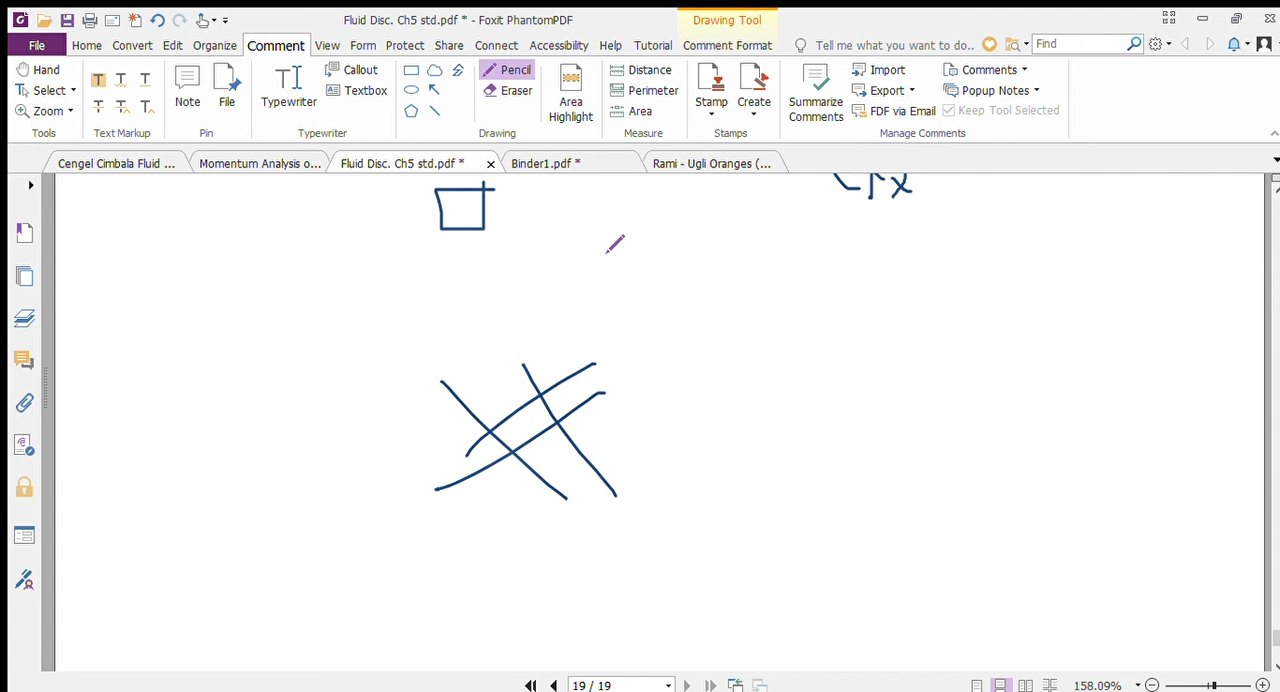 Fluid Disc. Ch5 std.pdf * - Foxit PhantomPDF
Drawing Tool
File Home Convert Edit Organize Comment View Form Protect Share Connect Accessibility Help Tutorial Comment Format Tell me what you want to do.. Find
Hand
Select
Zoom
Tools
T T T
T T T
Text Markup
Note
File
Pin
Typewriter
Callout
Textbox
Typewriter
Pencil
Eraser
Drawing
Area Highlight
Distance
Perimeter
Area
Measure
Stamp
Create
Stamps
Summarize Comments
Import
Export
FDF via Email
Comments
Popup Notes
Keep Tool Selected
Manage Comments
Cengel Cimbala Fluid ... Momentum Analysis o... Fluid Disc. Ch5 std.pdf * Binder1.pdf * Rami - Ugli Oranges (...
19 / 19
158.09%